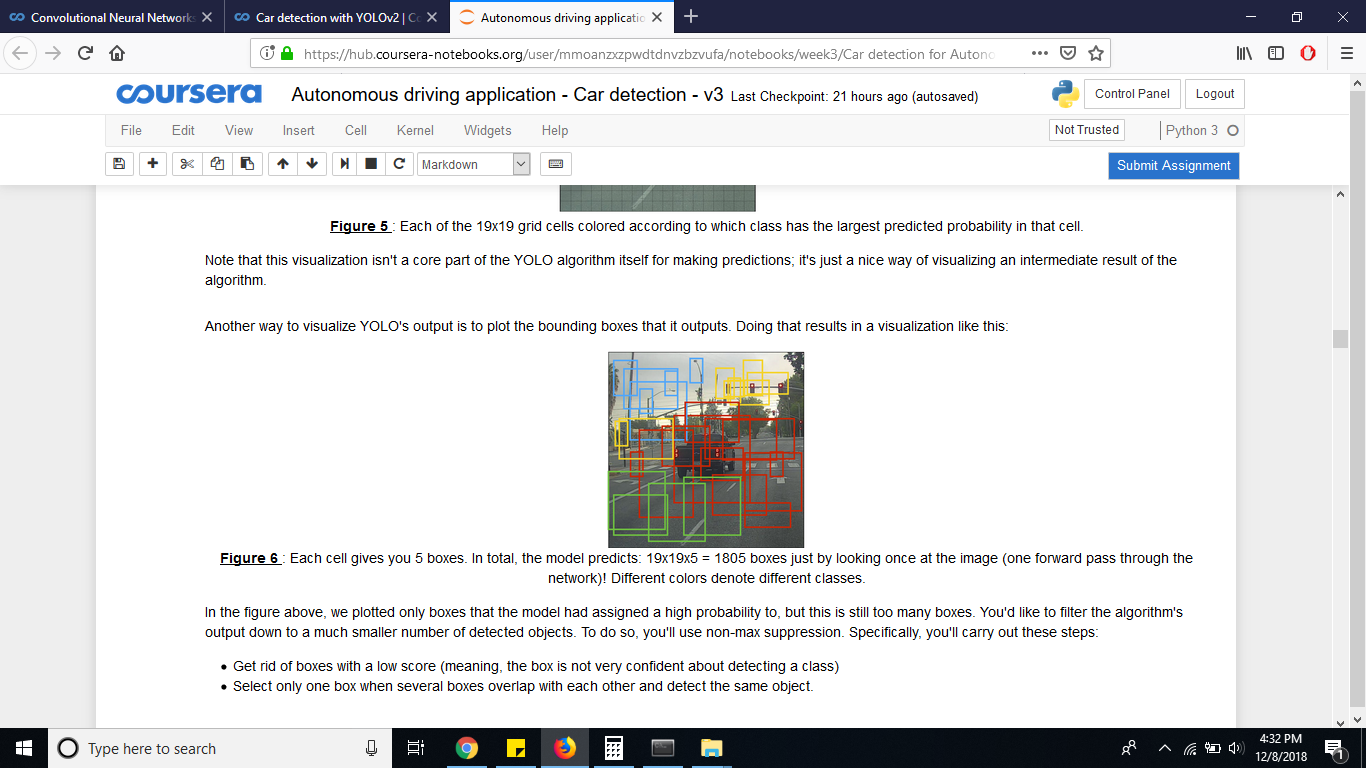 Convolutional Neural Networks
Car detection with YOLOv2 | Co
Autonomous driving applicatio
https://hub.coursera-notebooks.org/user/mmoanzxzpwdtdnvzbzvufa/notebooks/week3/Car detection for Autono
coursera
Autonomous driving application - Car detection - v3 Last Checkpoint: 21 hours ago (autosaved)
Control Panel
Logout
File Edit View Insert Cell Kernel Widgets Help
Not Trusted
Python 3
Markdown
Submit Assignment
Figure 5 : Each of the 19x19 grid cells colored according to which class has the largest predicted probability in that cell.
Note that this visualization isn't a core part of the YOLO algorithm itself for making predictions; it's just a nice way of visualizing an intermediate result of the
algorithm.
Another way to visualize YOLO's output is to plot the bounding boxes that it outputs. Doing that results in a visualization like this:
Figure 6 : Each cell gives you 5 boxes. In total, the model predicts: 19x19x5 = 1805 boxes just by looking once at the image (one forward pass through the
network)! Different colors denote different classes.
In the figure above, we plotted only boxes that the model had assigned a high probability to, but this is still too many boxes. You'd like to filter the algorithm's
output down to a much smaller number of detected objects. To do so, you'll use non-max suppression. Specifically, you'll carry out these steps:
• Get rid of boxes with a low score (meaning, the box is not very confident about detecting a class)
• Select only one box when several boxes overlap with each other and detect the same object.
Type here to search
4:32 PM
12/8/2018
1